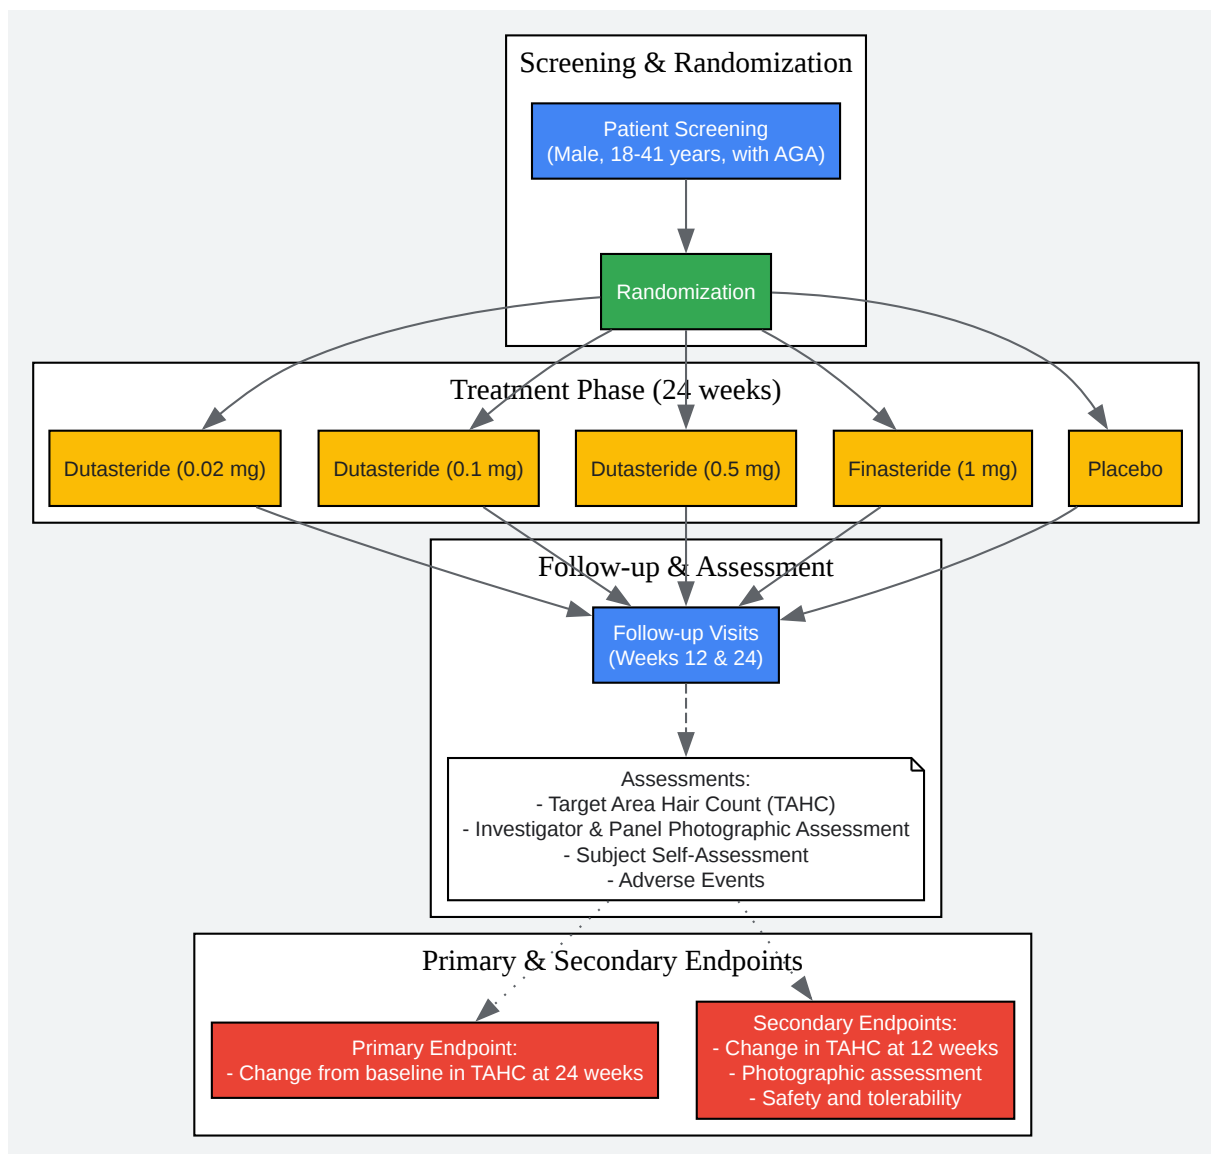 Screening & Randomization
Patient Screening
(Male, 18-41 years, with AGA)
Randomization
Treatment Phase (24 weeks)
Dutasteride (0.02 mg)
Dutasteride (0.1 mg)
Dutasteride (0.5 mg)
Finasteride (1 mg)
Placebo
Follow-up & Assessment
Follow-up Visits
(Weeks 12 & 24)
Assessments:
- Target Area Hair Count (TAHC)
- Investigator & Panel Photographic Assessment
- Subject Self-Assessment
- Adverse Events
Primary & Secondary Endpoints
Primary Endpoint:
- Change from baseline in TAHC at 24 weeks
Secondary Endpoints:
- Change in TAHC at 12 weeks
- Photographic assessment
- Safety and tolerability